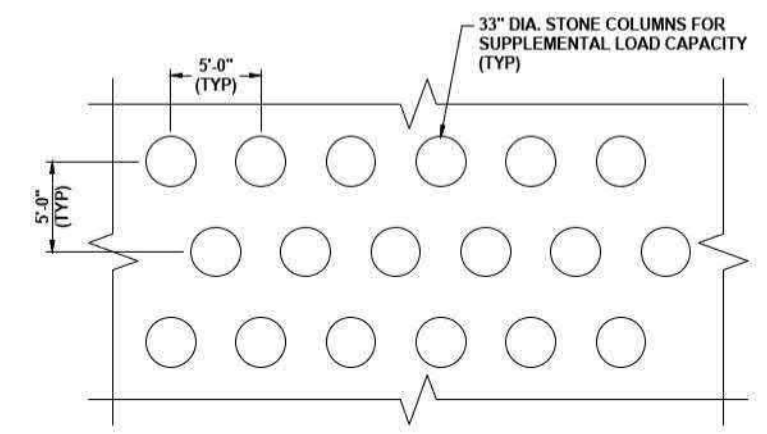 33" DIA. STONE COLUMNS FOR
SUPPLEMENTAL LOAD CAPACITY
(TYP)
5'-0"
(TYP)
5'-0"
(TYP)